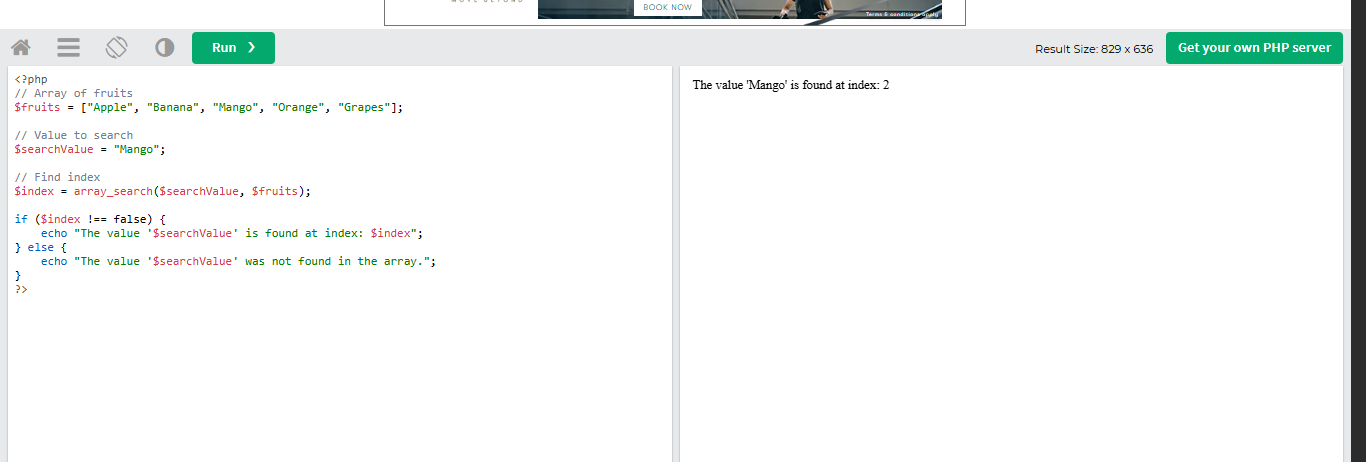 BOOK NOW
Terms & conditions apply
Run ❯
Result Size: 829 x 636
Get your own PHP server
<?php
// Array of fruits
$fruits = ["Apple", "Banana", "Mango", "Orange", "Grapes"];
// Value to search
$searchValue = "Mango";
// Find index
$index = array_search($searchValue, $fruits);
if ($index !== false) {
    echo "The value '$searchValue' is found at index: $index";
} else {
    echo "The value '$searchValue' was not found in the array.";
}
?>
The value 'Mango' is found at index: 2